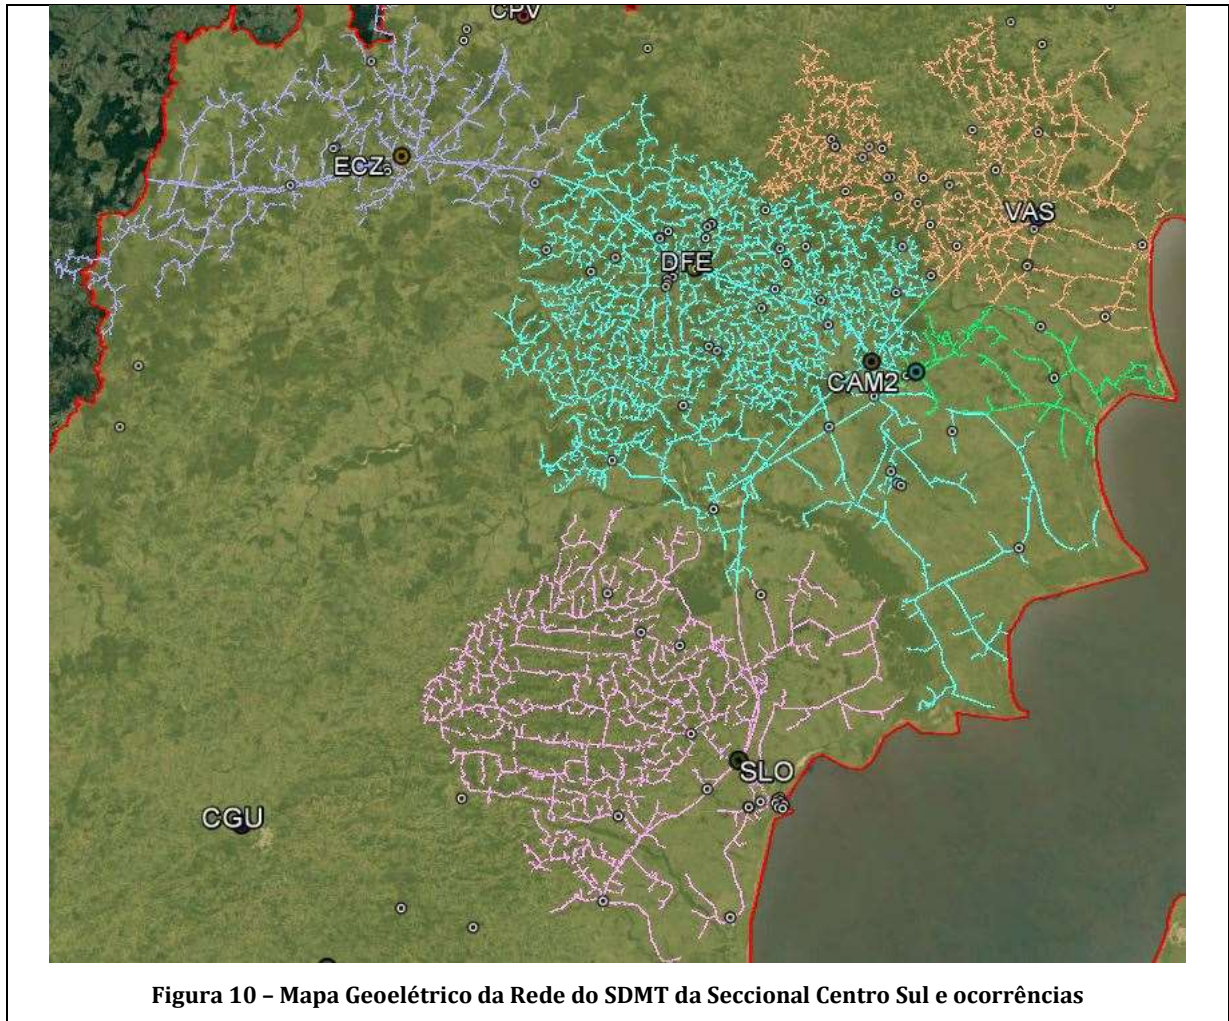 CPV
ECZ
VAS
DFE
CAM2
SLO
CGU
Figura 10 – Mapa Geoelétrico da Rede do SDMT da Seccional Centro Sul e ocorrências